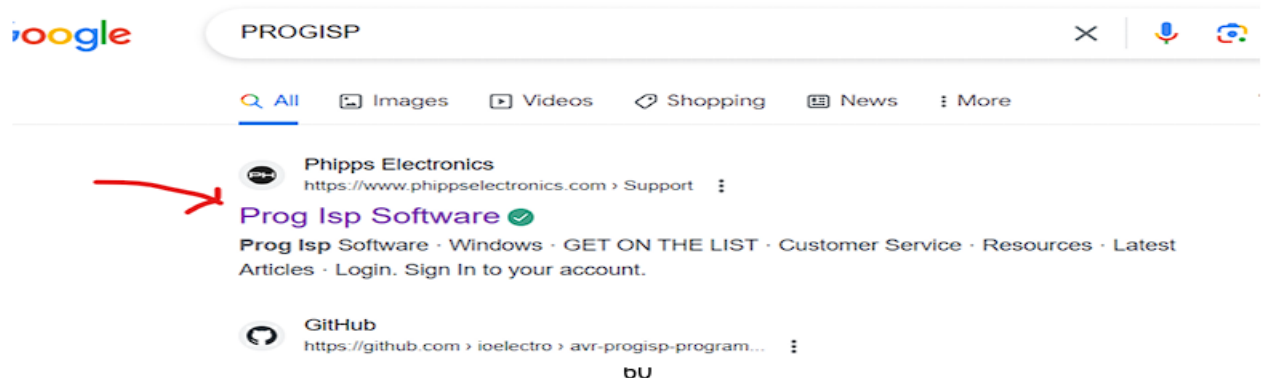 Google
PROGISP
All Images Videos Shopping News More
Phipps Electronics
https://www.phippselectronics.com › Support
Prog Isp Software
Prog Isp Software · Windows · GET ON THE LIST · Customer Service · Resources · Latest
Articles · Login. Sign In to your account.
GitHub
https://github.com › ioelectro › avr-progisp-program...